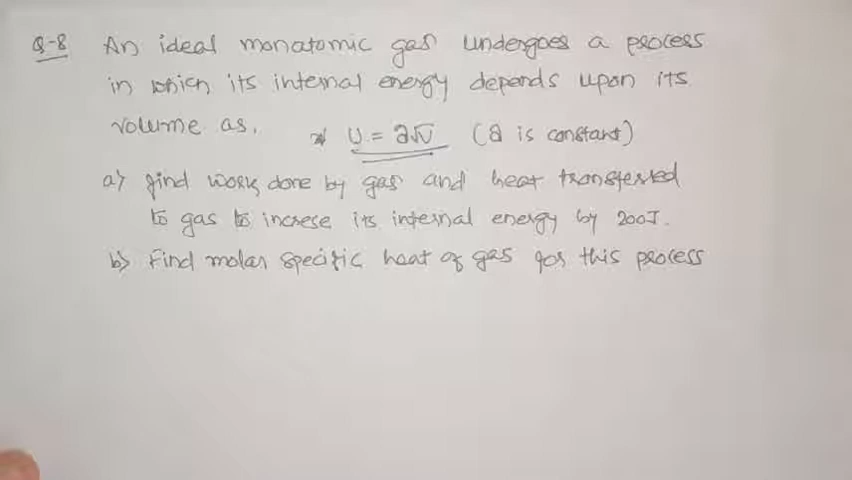 Q-8 An ideal monatomic gas undergoes a process
in which its internal energy depends upon its
volume as, U = a√V (a is constant)
a) find work done by gas and heat transferred
to gas to increse its internal energy by 200J.
b) Find molar specific heat of gas for this process